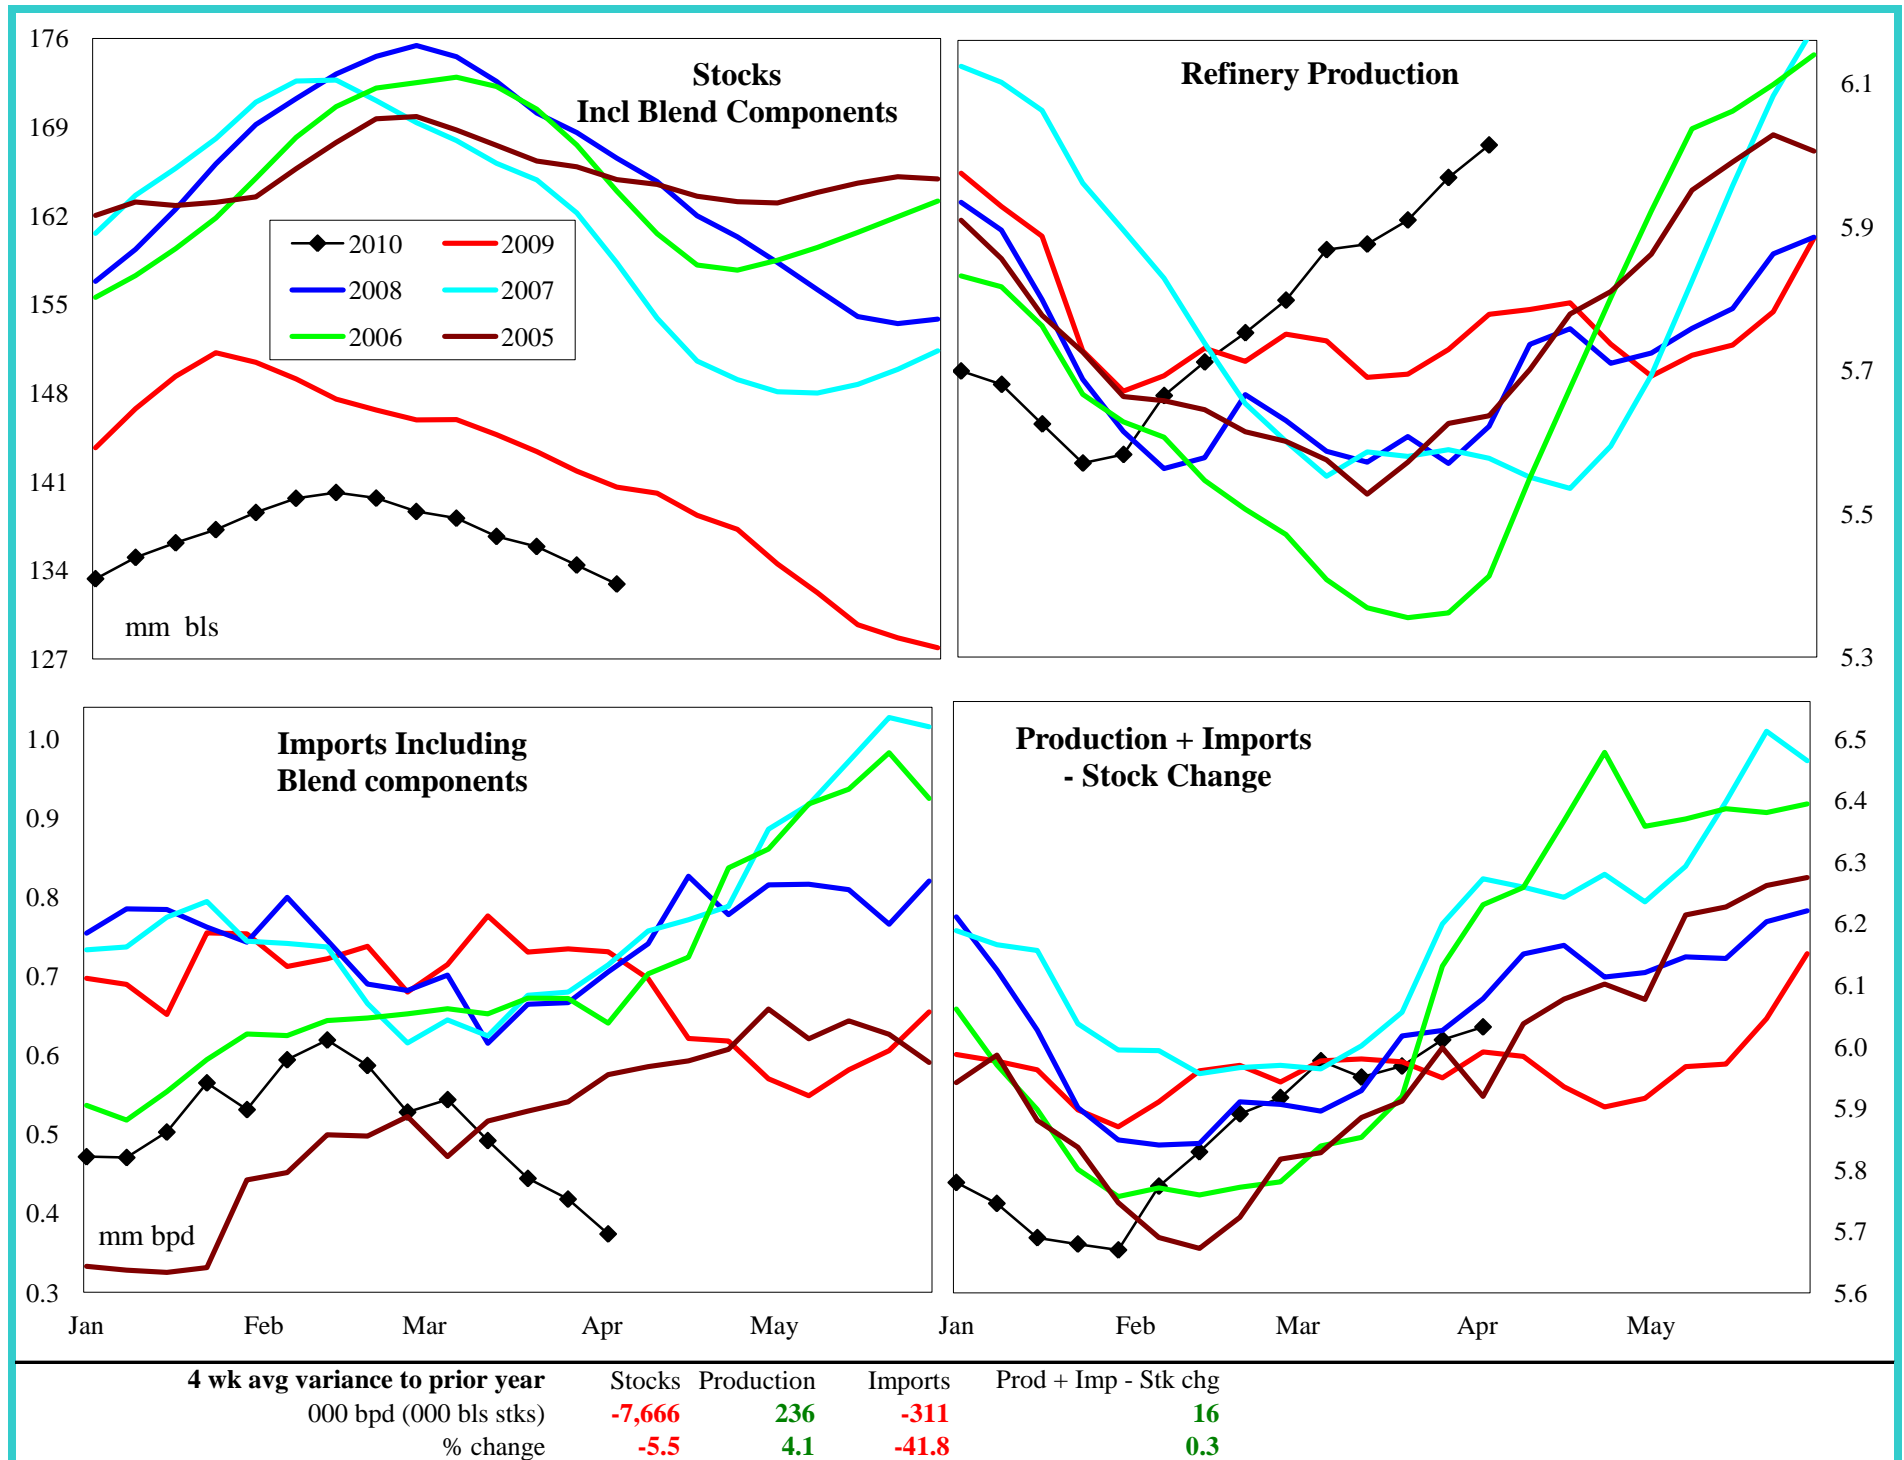 176
169
162
155
148
141
134
127
Stocks
Incl Blend Components
2010 2009
2008 2007
2006 2005
mm bls
Refinery Production
6.1
5.9
5.7
5.5
5.3
1.0
0.9
0.8
0.7
0.6
0.5
0.4
0.3
Imports Including
Blend components
mm bpd
Jan Feb Mar Apr May
Production + Imports
- Stock Change
6.5
6.4
6.3
6.2
6.1
6.0
5.9
5.8
5.7
5.6
Jan Feb Mar Apr May
4 wk avg variance to prior year Stocks Production Imports Prod + Imp - Stk chg
000 bpd (000 bls stks) -7,666 236 -311 16
% change -5.5 4.1 -41.8 0.3